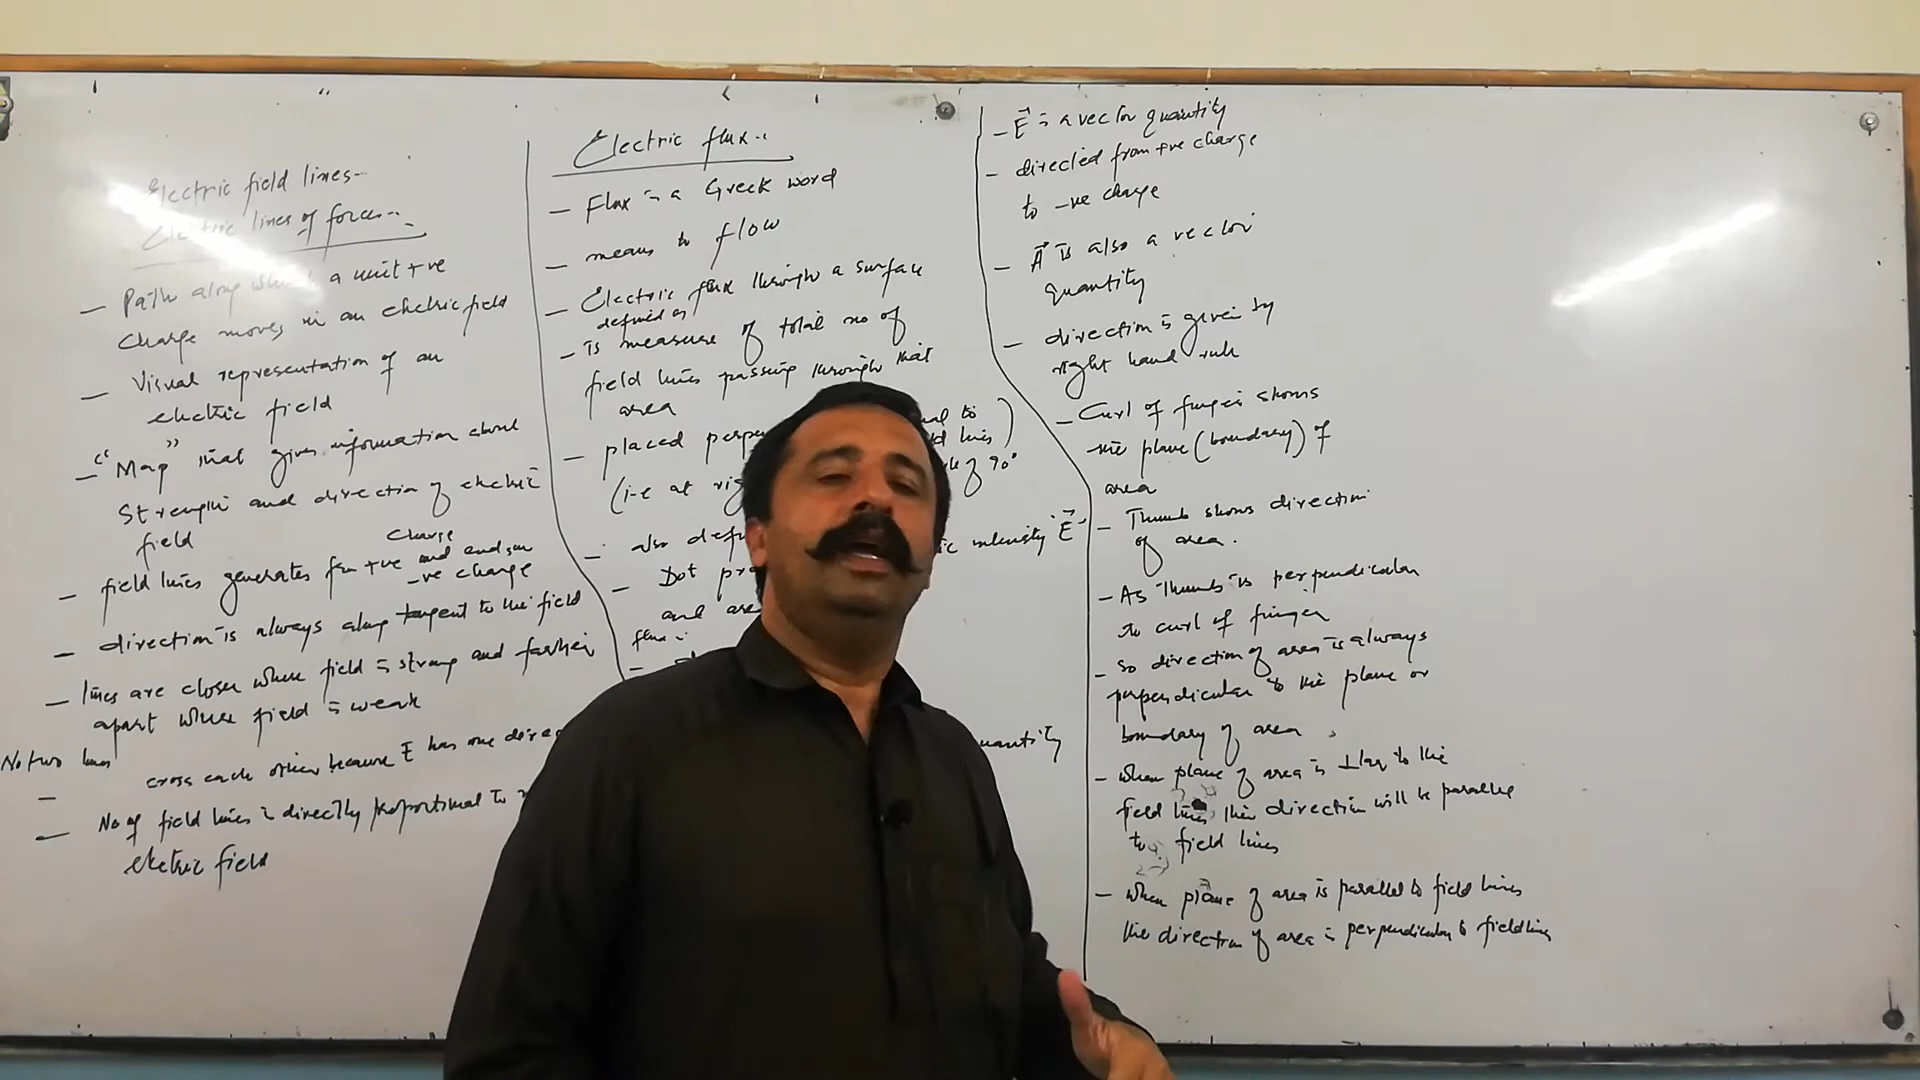 Electric field lines--
Electric lines of forces--
– Path along which a unit +ve
charge moves in an electric field
– Visual representation of an
electric field
– "Map" that gives information about
Strength and direction of electric
field
charge
– field lines generates from +ve and end on
-ve charge
– direction is always along tangent to the field
– lines are closer where field is strong and farther
apart where field is weak
No two lines
– cross each other because E has one
– No of field lines is directly proportional to
electric field
Electric flux--
– Flux is a Greek word
– means to flow
– Electric flux through a surface
defined as
– is measure of total no of
field lines passing through that
area
– placed
(i-e at
of 90°
– also
intensity E⃗
– Dot
and
flux
quantity
– E⃗ is a vector quantity
– directed from +ve charge
to -ve charge
– A⃗ is also a vector
quantity
– direction is given by
right hand rule
– Curl of finger shows
the plane (boundary) of
area
– Thumb shows direction
of area.
– As Thumb is perpendicular
to curl of finger
– so direction of area is always
perpendicular to the plane or
boundary of area
– when plane of area is ⊥lar to the
field lines their direction will be parallel
to field lines
– when plane of area is parallel to field lines
the direction of area is perpendicular to field lines